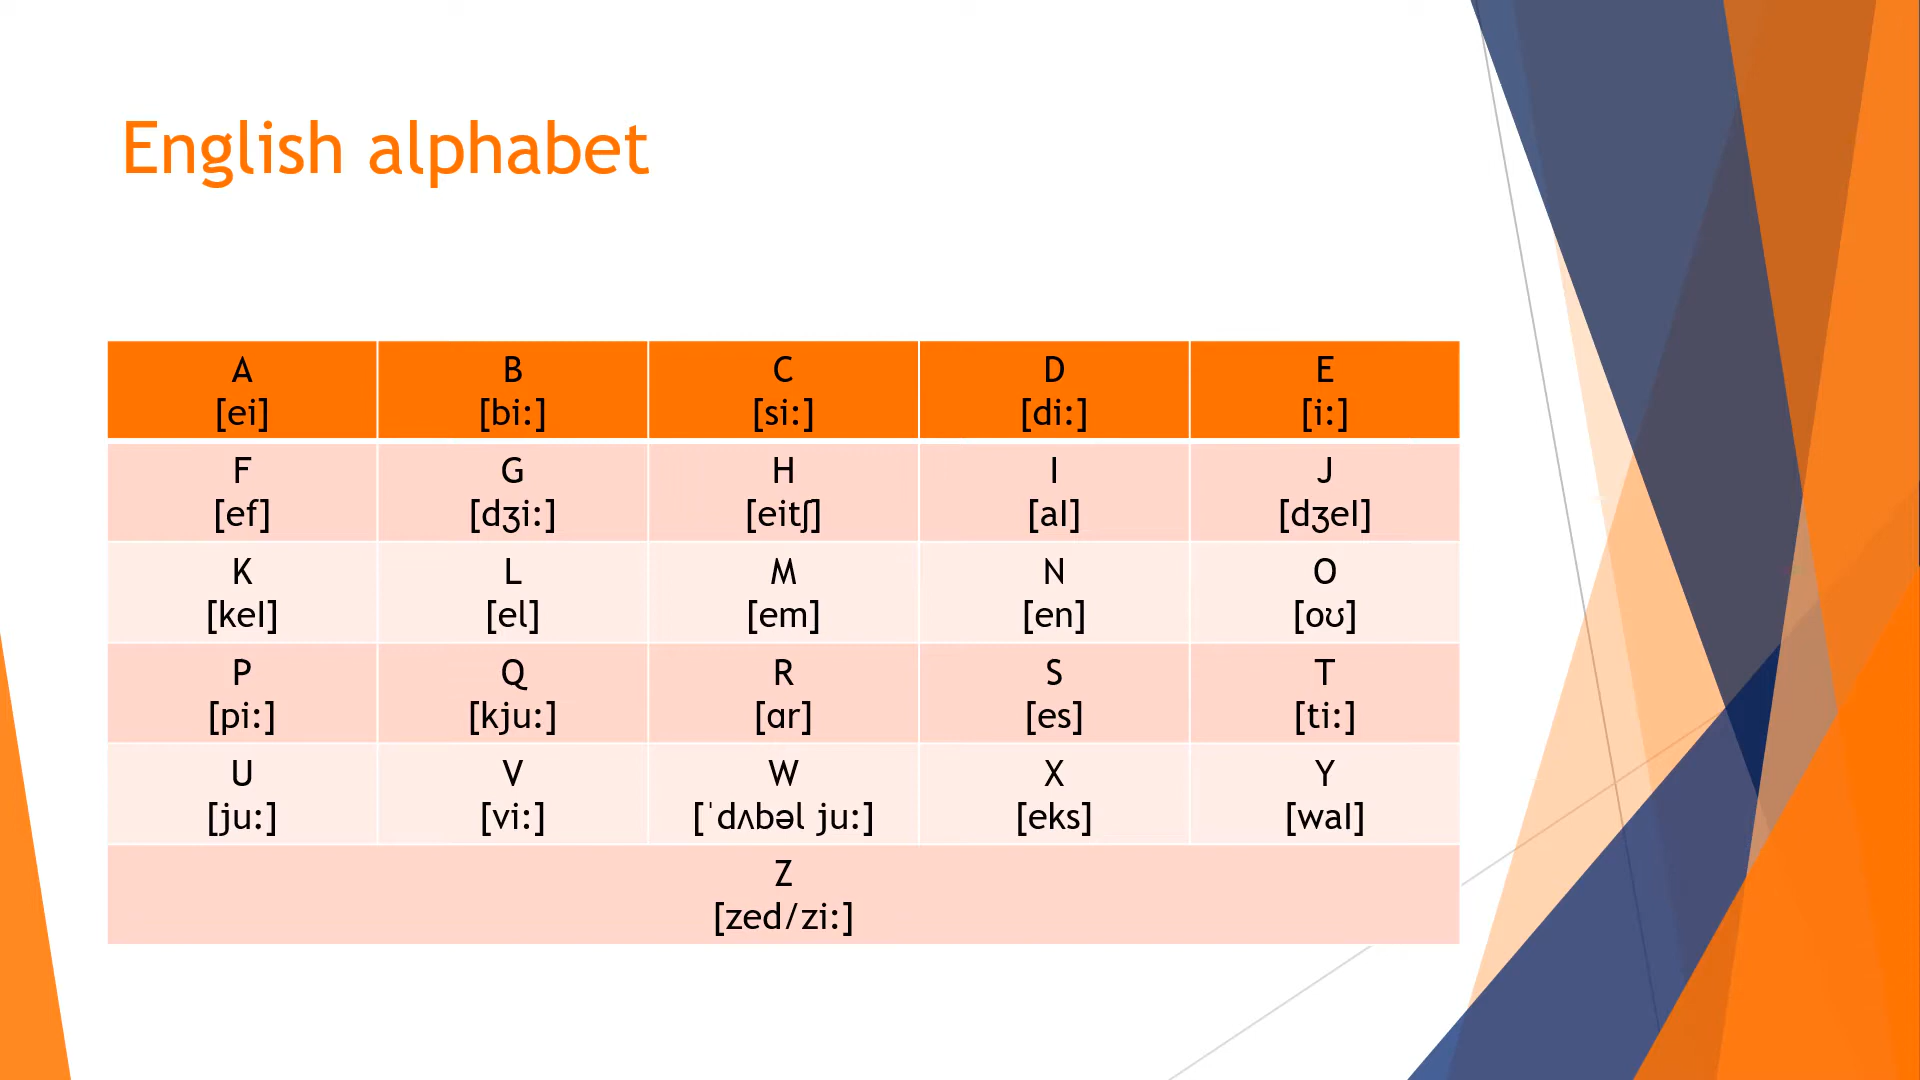 English alphabet
A B C D E
[ei] [bi:] [si:] [di:] [i:]
F G H I J
[ef] [dʒi:] [eitʃ] [aI] [dʒeI]
K L M N O
[keI] [el] [em] [en] [oʊ]
P Q R S T
[pi:] [kju:] [ɑr] [es] [ti:]
U V W X Y
[ju:] [vi:] [ˈdʌbəl ju:] [eks] [waI]
Z
[zed/zi:]